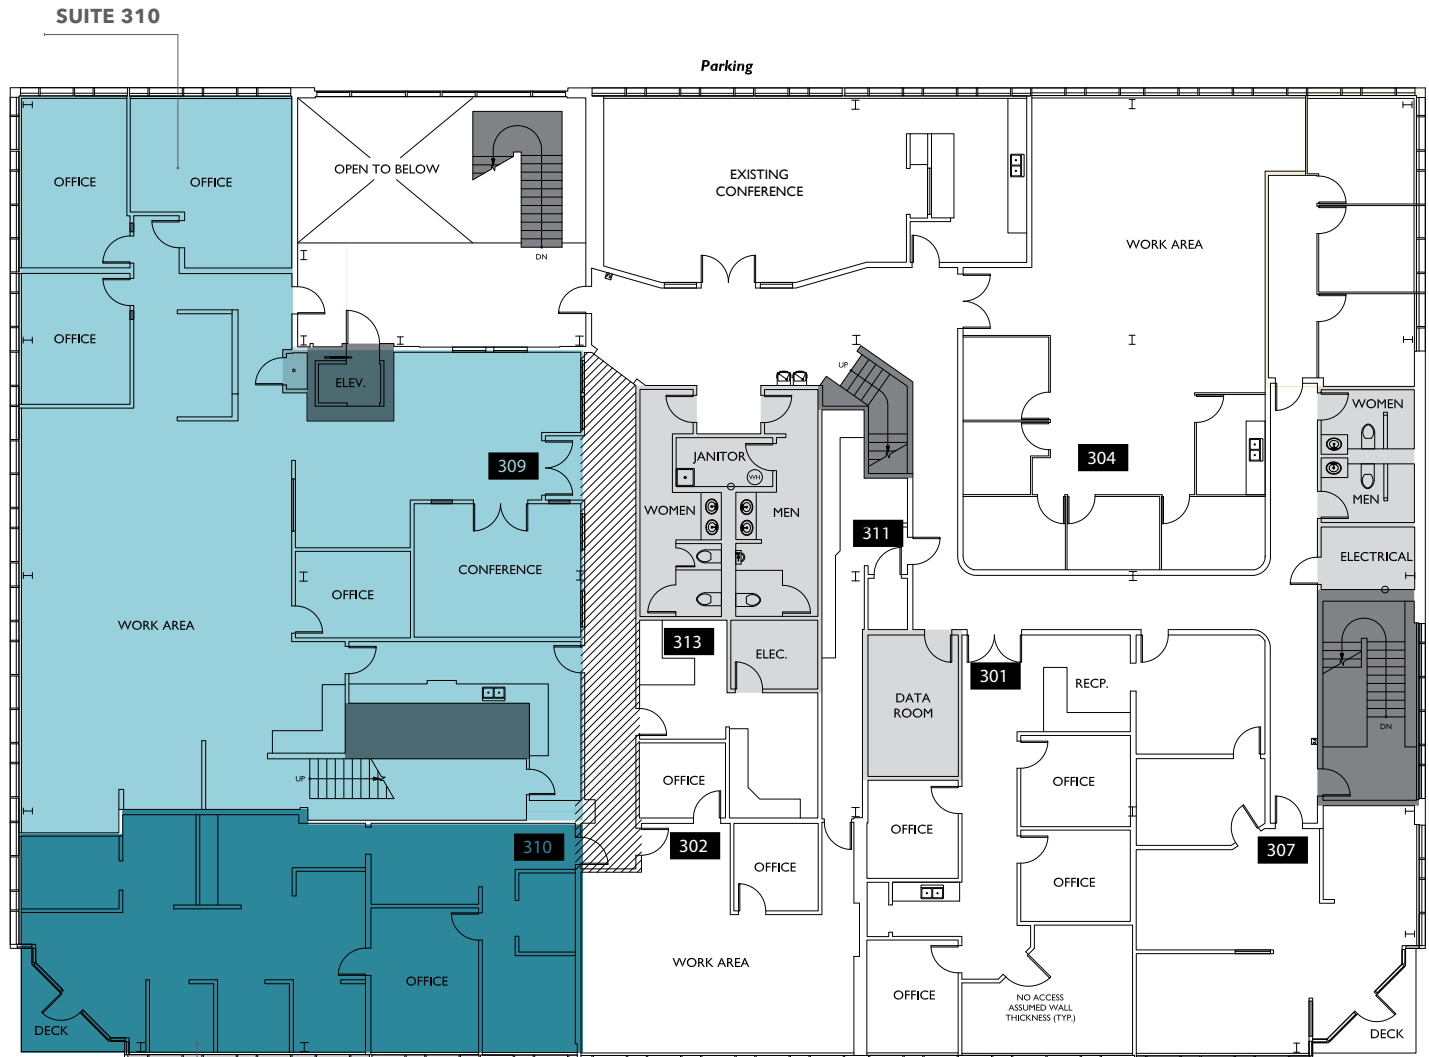 SUITE 310
Parking
OFFICE
OFFICE
OPEN TO BELOW
DN
EXISTING
CONFERENCE
WORK AREA
OFFICE
ELEV.
UP
WOMEN
309
JANITOR
WH
304
MEN
WOMEN
MEN
311
ELECTRICAL
CONFERENCE
OFFICE
WORK AREA
313
ELEC.
301
RECP.
DATA
ROOM
DN
UP
OFFICE
OFFICE
OFFICE
310
302
307
OFFICE
OFFICE
WORK AREA
OFFICE
OFFICE
NO ACCESS
ASSUMED WALL
THICKNESS (TYP.)
DECK
DECK